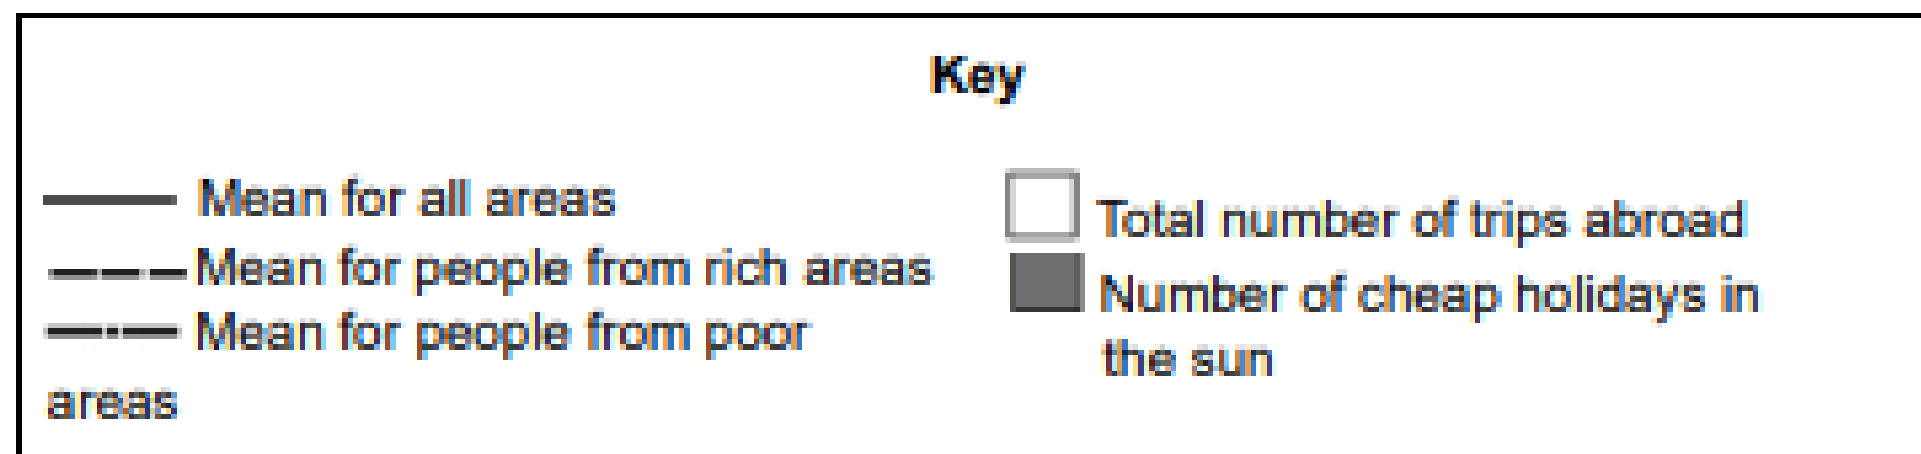 Key
Mean for all areas
Mean for people from rich areas
Mean for people from poor
areas
Total number of trips abroad
Number of cheap holidays in
the sun